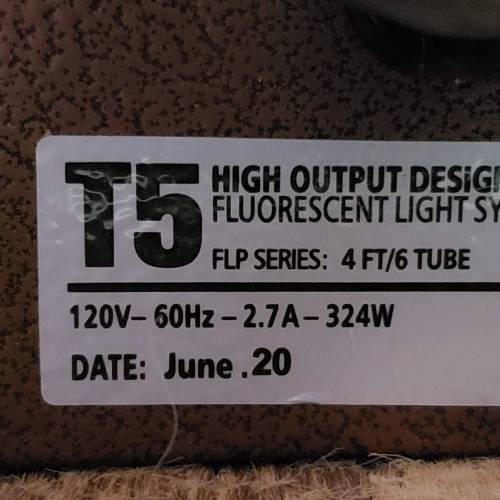 T5
HIGH OUTPUT DESIG
FLUORESCENT LIGHT SY
FLP SERIES: 4 FT/6 TUBE
120V– 60Hz – 2.7A – 324W
DATE: June .20